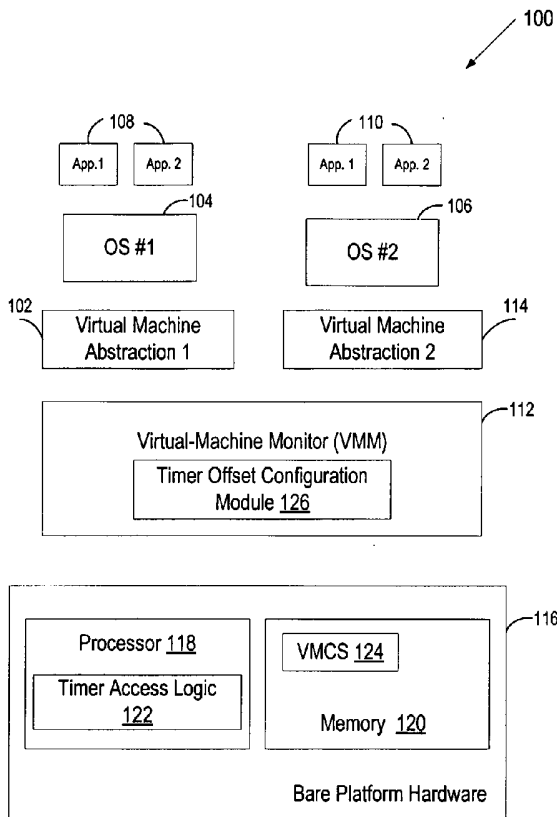 100
108
110
App.1
App. 2
App. 1
App. 2
104
106
OS #1
OS #2
102
114
Virtual Machine
Abstraction 1
Virtual Machine
Abstraction 2
112
Virtual-Machine Monitor (VMM)
Timer Offset Configuration
Module 126
116
Processor 118
Timer Access Logic
122
VMCS 124
Memory 120
Bare Platform Hardware